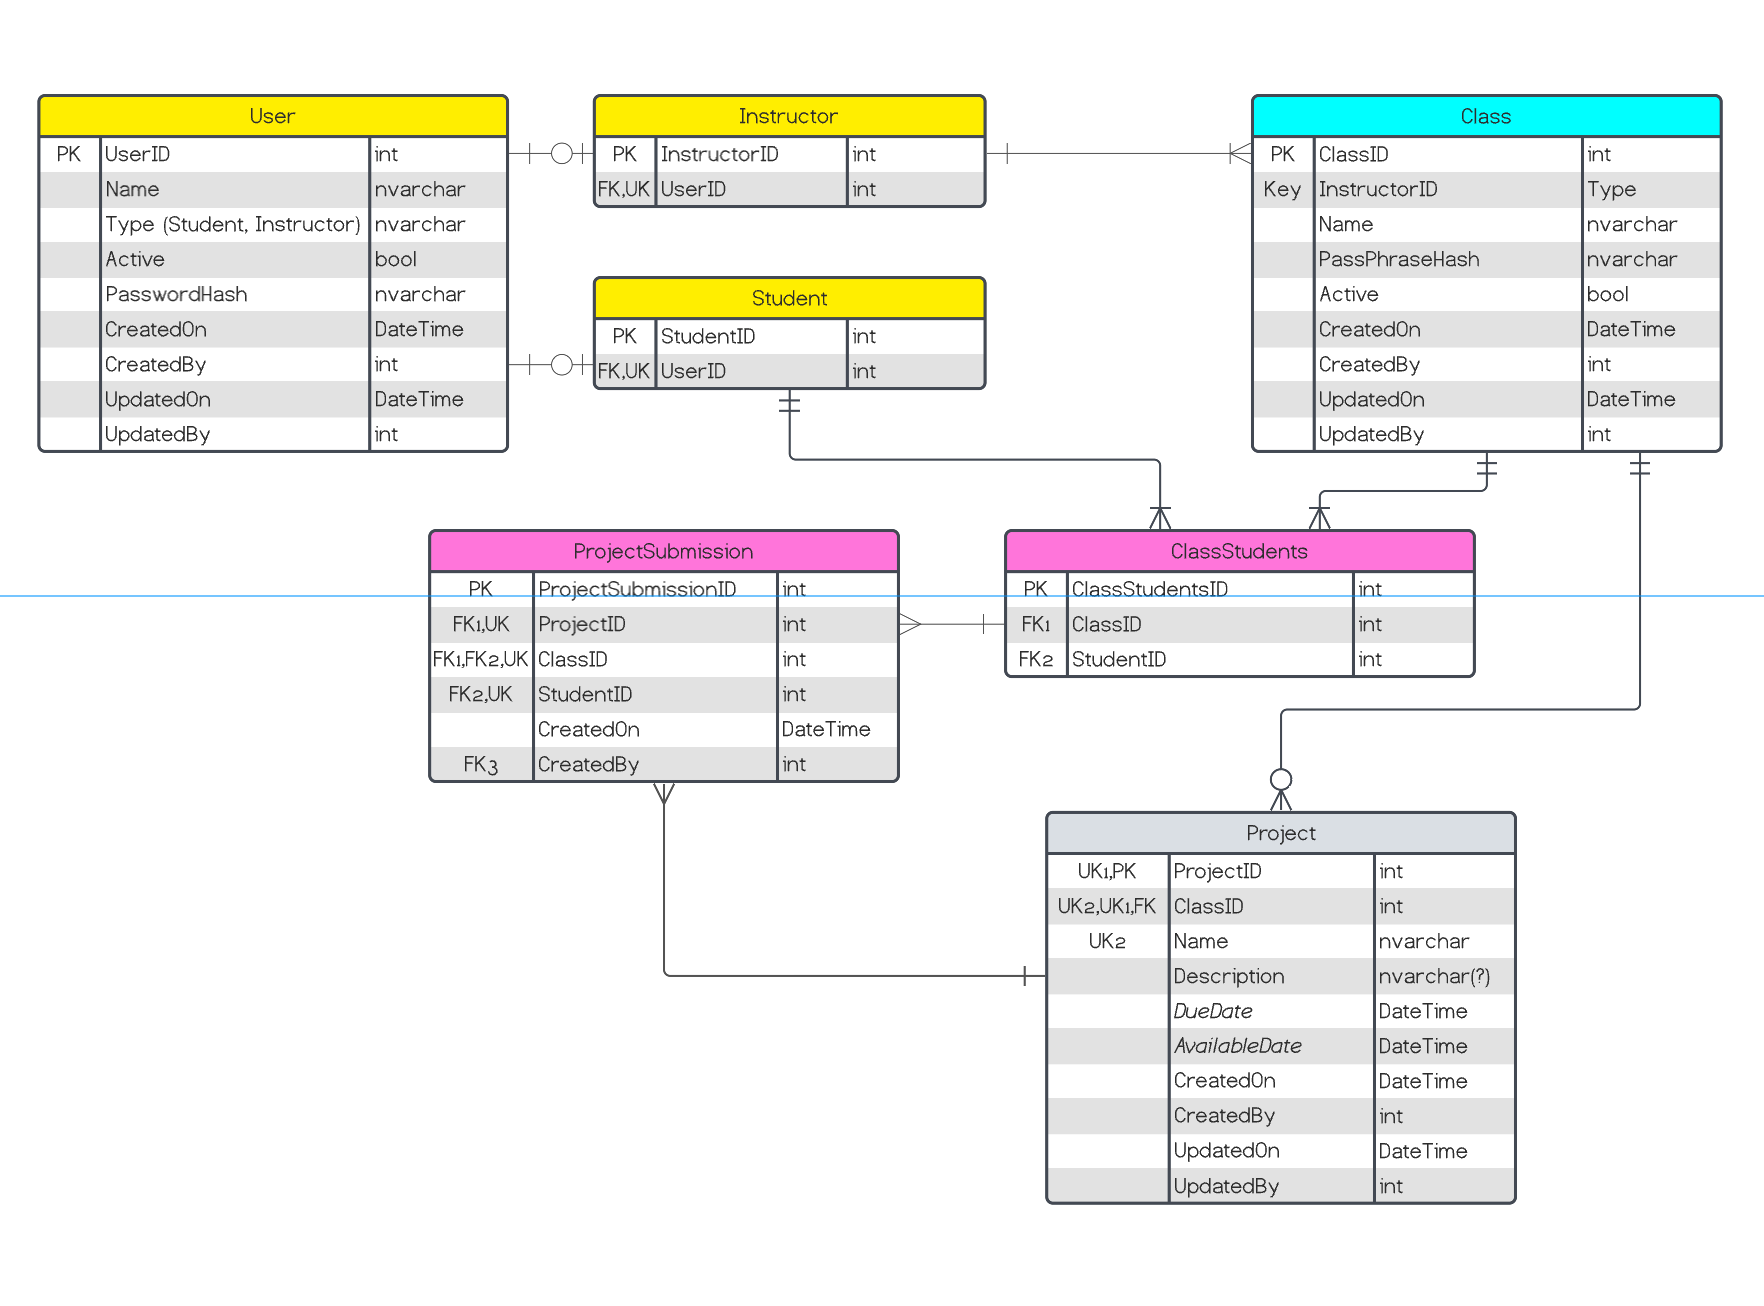 User
PK UserID int
Name nvarchar
Type (Student, Instructor) nvarchar
Active bool
PasswordHash nvarchar
CreatedOn DateTime
CreatedBy int
UpdatedOn DateTime
UpdatedBy int
Instructor
PK InstructorID int
FK,UK UserID int
Student
PK StudentID int
FK,UK UserID int
Class
PK ClassID int
Key InstructorID Type
Name nvarchar
PassPhraseHash nvarchar
Active bool
CreatedOn DateTime
CreatedBy int
UpdatedOn DateTime
UpdatedBy int
ProjectSubmission
PK ProjectSubmissionID int
FK1,UK ProjectID int
FK1,FK2,UK ClassID int
FK2,UK StudentID int
CreatedOn DateTime
FK3 CreatedBy int
ClassStudents
PK ClassStudentsID int
FK1 ClassID int
FK2 StudentID int
Project
UK1,PK ProjectID int
UK2,UK1,FK ClassID int
UK2 Name nvarchar
Description nvarchar(?)
DueDate DateTime
AvailableDate DateTime
CreatedOn DateTime
CreatedBy int
UpdatedOn DateTime
UpdatedBy int